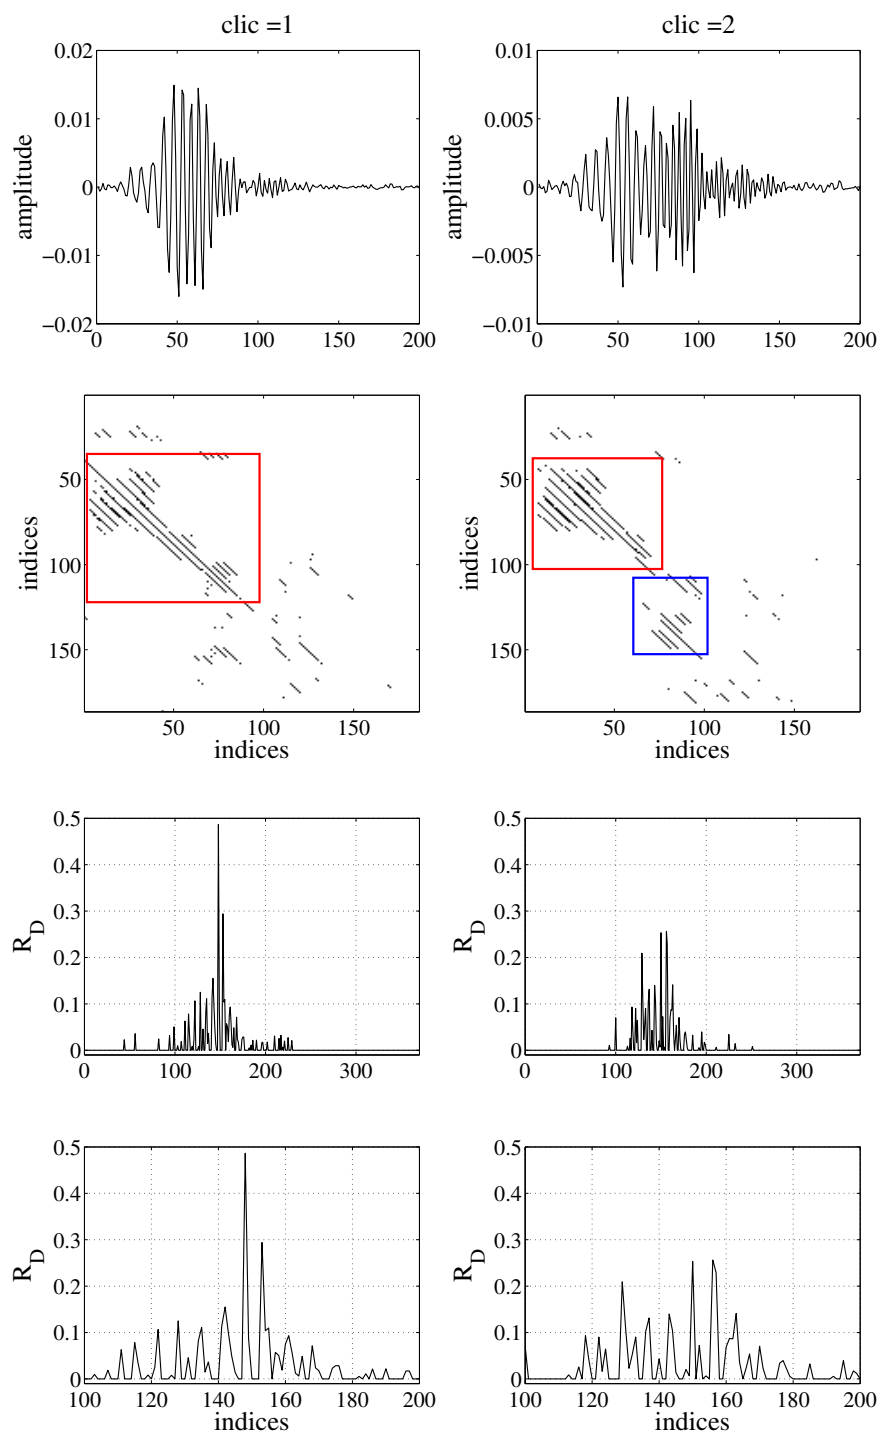 clic =1 clic =2
0.02 0.01
0.01 0.005
amplitude amplitude
0 0
−0.01 −0.005
−0.02 −0.01
0 50 100 150 200 0 50 100 150 200
50 50
indices indices
100 100
150 150
50 100 150 50 100 150
indices indices
0.5 0.5
0.4 0.4
0.3 0.3
R_D R_D
0.2 0.2
0.1 0.1
0 0
0 100 200 300 0 100 200 300
0.5 0.5
0.4 0.4
0.3 0.3
R_D R_D
0.2 0.2
0.1 0.1
0 0
100 120 140 160 180 200 100 120 140 160 180 200
indices indices